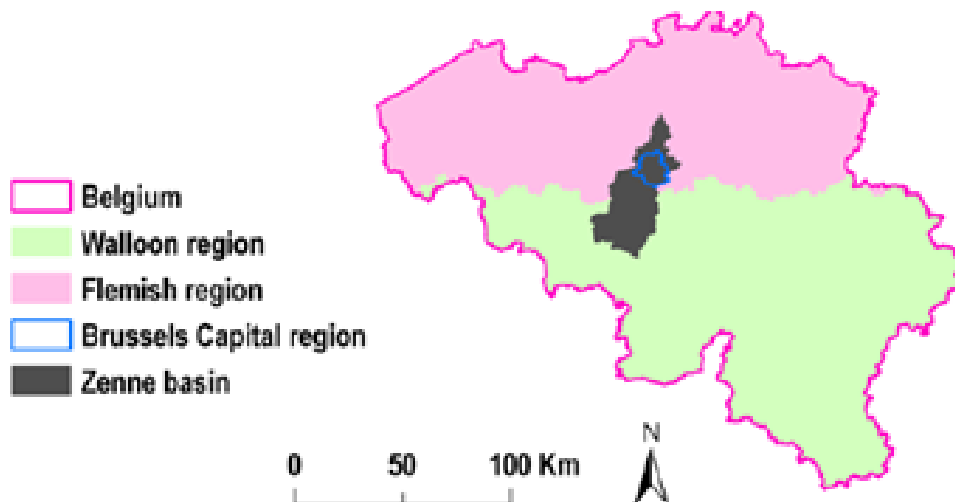 Belgium
Walloon region
Flemish region
Brussels Capital region
Zenne basin
0 50 100 Km
N